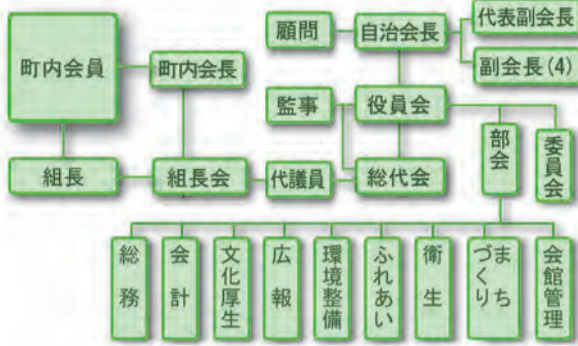 顧問
自治会長
代表副会長
副会長(4)
町内会員
町内会長
監事
役員会
部会
委員会
組長
組長会
代議員
総代会
総務
会計
文化厚生
広報
環境整備
ふれあい
衛生
まち
づくり
会館管理